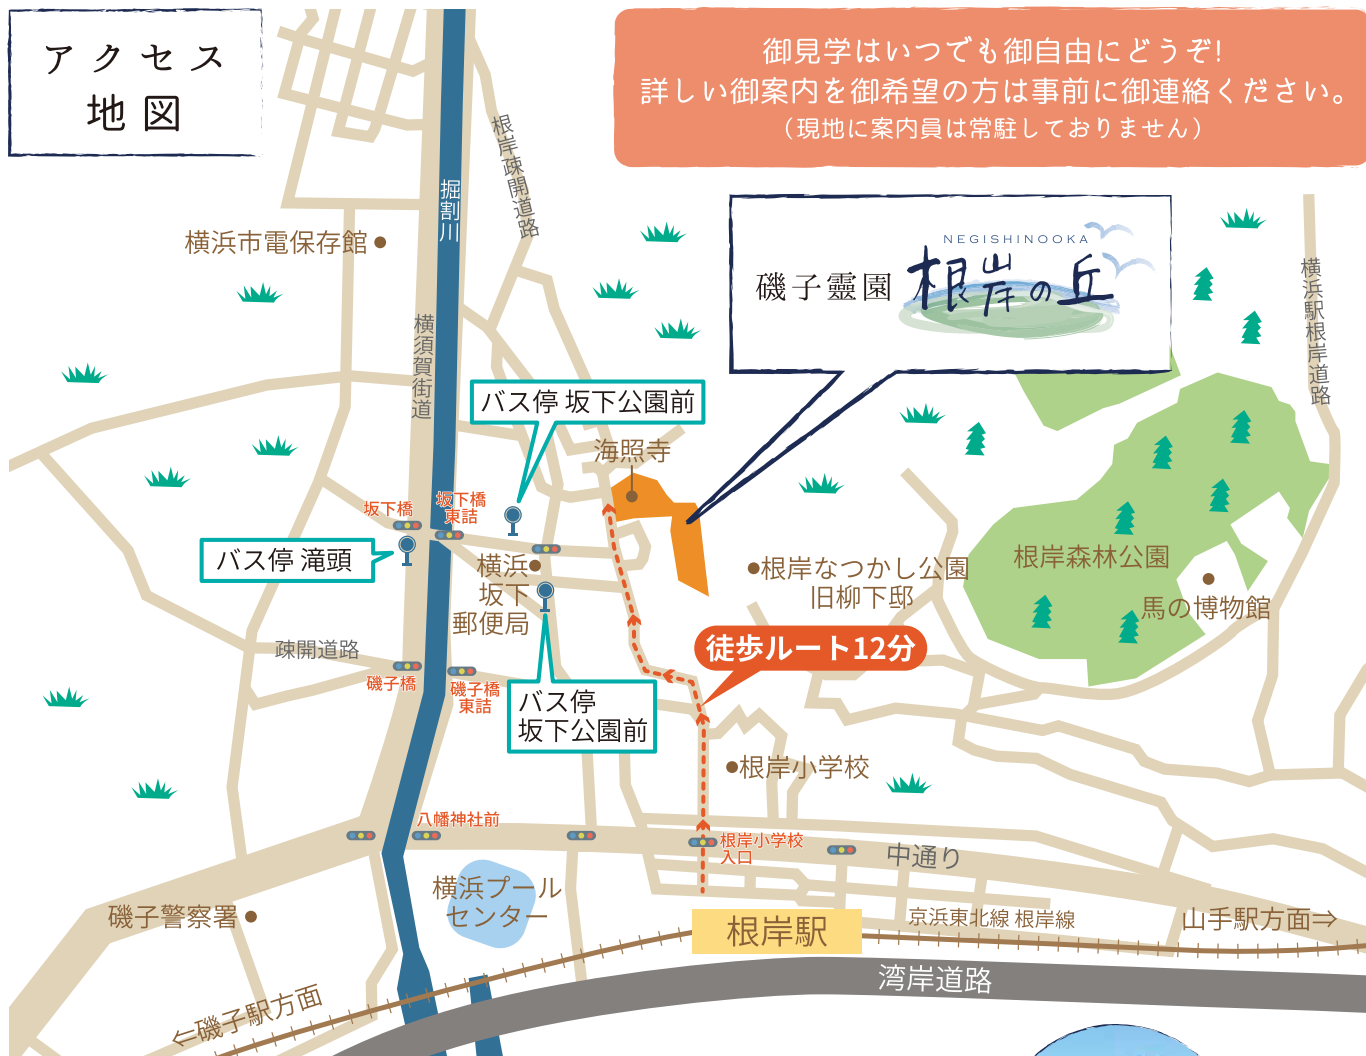 アクセス
地図
御見学はいつでも御自由にどうぞ!
詳しい御案内を御希望の方は事前に御連絡ください。
（現地に案内員は常駐しておりません）
根岸疎開道路
掘割川
横浜市電保存館
NEGISHINOOKA
磯子霊園
根岸の丘
横浜駅根岸道路
横須賀街道
バス停 坂下公園前
海照寺
坂下橋
坂下橋
東詰
バス停 滝頭
横浜
坂下
郵便局
根岸なつかし公園
旧柳下邸
根岸森林公園
馬の博物館
疎開道路
徒歩ルート12分
磯子橋
磯子橋
東詰
バス停
坂下公園前
根岸小学校
八幡神社前
根岸小学校
入口
中通り
横浜プール
センター
磯子警察署
根岸駅
京浜東北線 根岸線
山手駅方面⇒
湾岸道路
⇐磯子駅方面